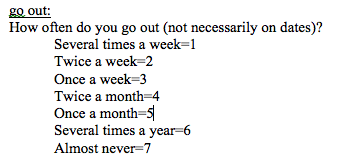 go out:
How often do you go out (not necessarily on dates)?
Several times a week=1
Twice a week=2
Once a week=3
Twice a month=4
Once a month=5
Several times a year=6
Almost never=7